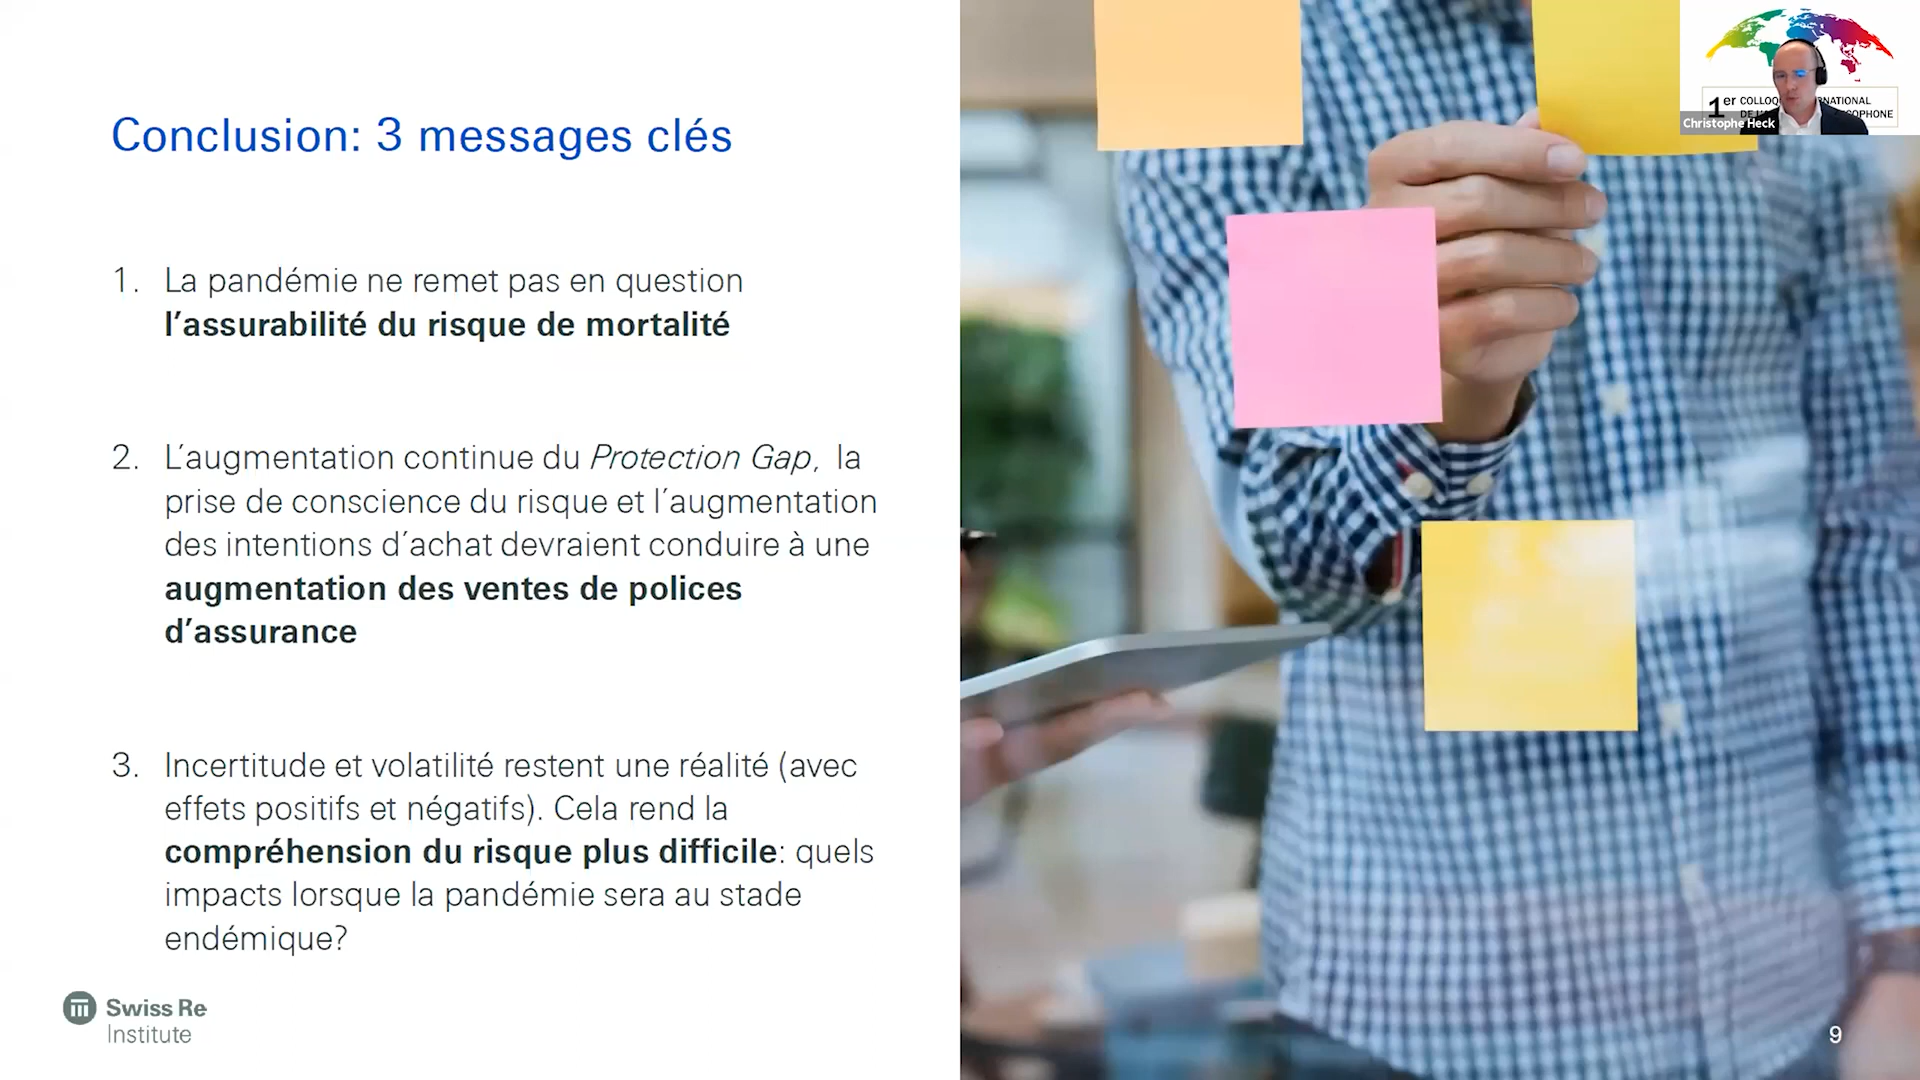 Conclusion: 3 messages clés
1. La pandémie ne remet pas en question
l’assurabilité du risque de mortalité
2. L’augmentation continue du Protection Gap, la
prise de conscience du risque et l’augmentation
des intentions d’achat devraient conduire à une
augmentation des ventes de polices
d’assurance
3. Incertitude et volatilité restent une réalité (avec
effets positifs et négatifs). Cela rend la
compréhension du risque plus difficile: quels
impacts lorsque la pandémie sera au stade
endémique?
Swiss Re
Institute
1er
Christophe Heck
9